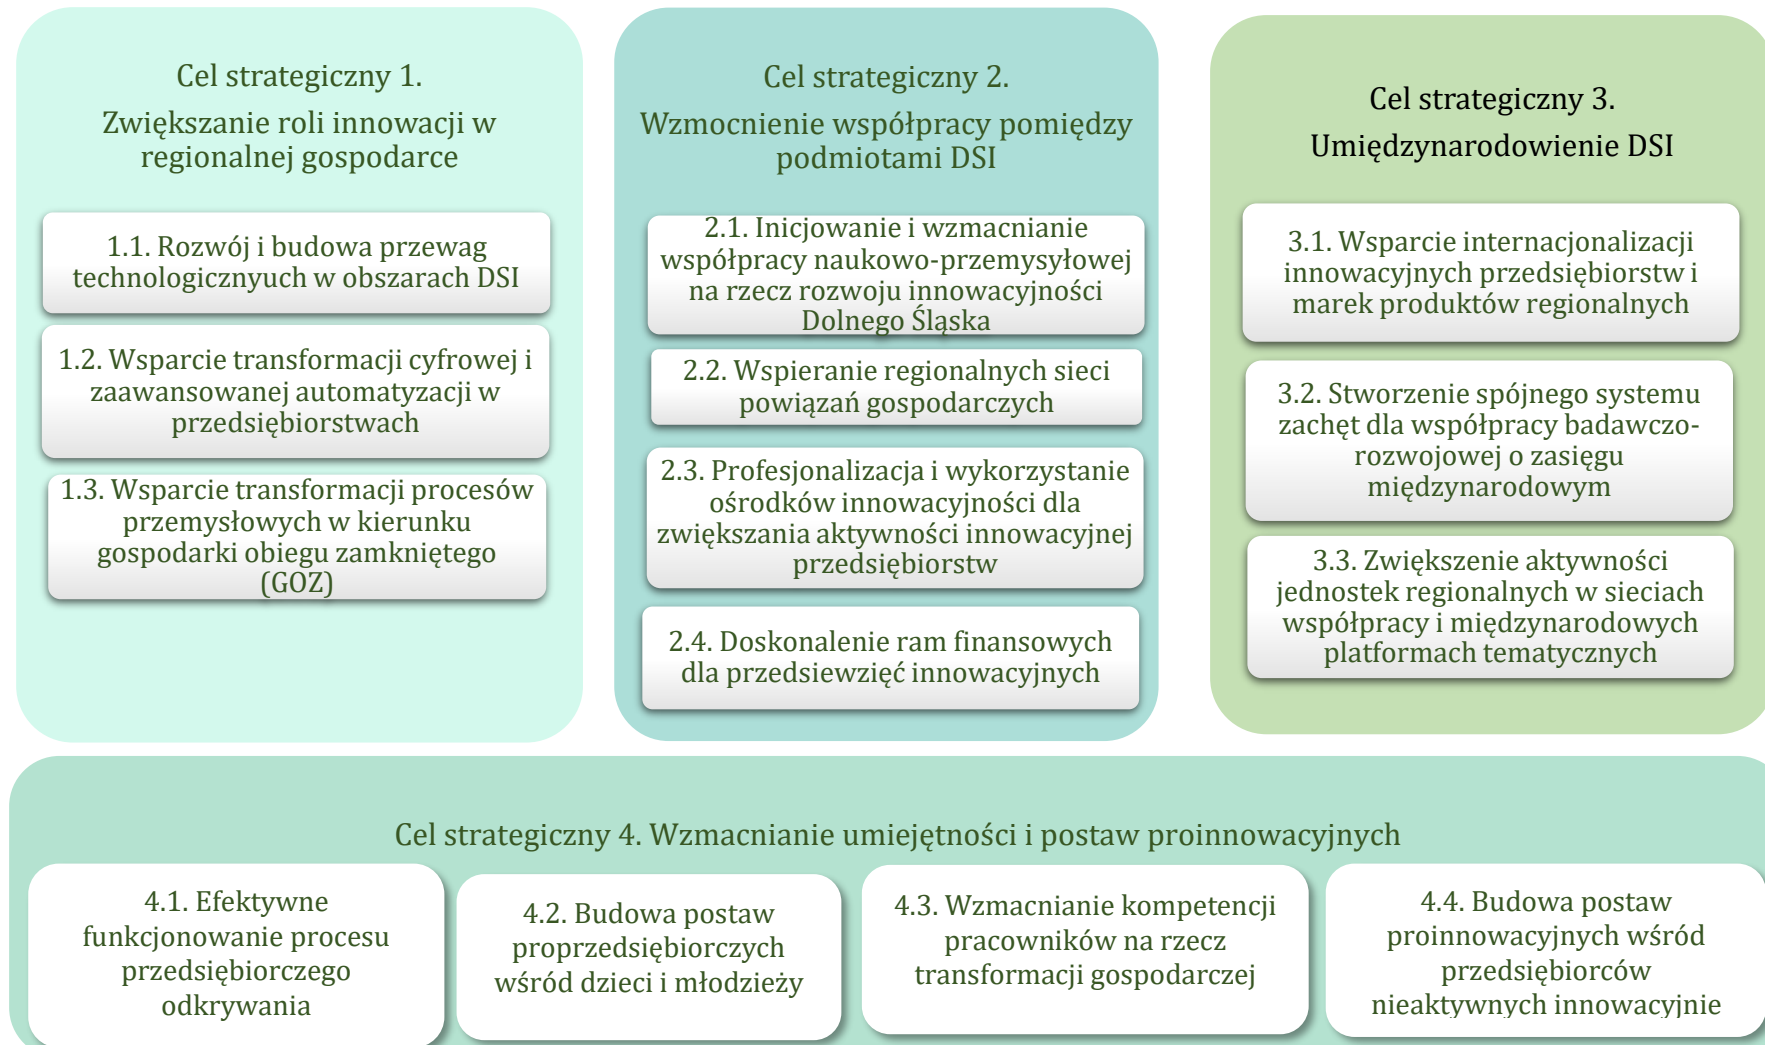 Cel strategiczny 1.
Zwiększanie roli innowacji w
regionalnej gospodarce
1.1. Rozwój i budowa przewag
technologicznyuch w obszarach DSI
1.2. Wsparcie transformacji cyfrowej i
zaawansowanej automatyzacji w
przedsiębiorstwach
1.3. Wsparcie transformacji procesów
przemysłowych w kierunku
gospodarki obiegu zamkniętego
(GOZ)
Cel strategiczny 2.
Wzmocnienie współpracy pomiędzy
podmiotami DSI
2.1. Inicjowanie i wzmacnianie
współpracy naukowo-przemysyłowej
na rzecz rozwoju innowacyjności
Dolnego Śląska
2.2. Wspieranie regionalnych sieci
powiązań gospodarczych
2.3. Profesjonalizacja i wykorzystanie
ośrodków innowacyjności dla
zwiększania aktywności innowacyjnej
przedsiębiorstw
2.4. Doskonalenie ram finansowych
dla przedsiewzięć innowacyjnych
Cel strategiczny 3.
Umiędzynarodowienie DSI
3.1. Wsparcie internacjonalizacji
innowacyjnych przedsiębiorstw i
marek produktów regionalnych
3.2. Stworzenie spójnego systemu
zachęt dla współpracy badawczo-
rozwojowej o zasięgu
międzynarodowym
3.3. Zwiększenie aktywności
jednostek regionalnych w sieciach
współpracy i międzynarodowych
platformach tematycznych
Cel strategiczny 4. Wzmacnianie umiejętności i postaw proinnowacyjnych
4.1. Efektywne
funkcjonowanie procesu
przedsiębiorczego
odkrywania
4.2. Budowa postaw
proprzedsiębiorczych
wśród dzieci i młodzieży
4.3. Wzmacnianie kompetencji
pracowników na rzecz
transformacji gospodarczej
4.4. Budowa postaw
proinnowacyjnych wśród
przedsiębiorców
nieaktywnych innowacyjnie